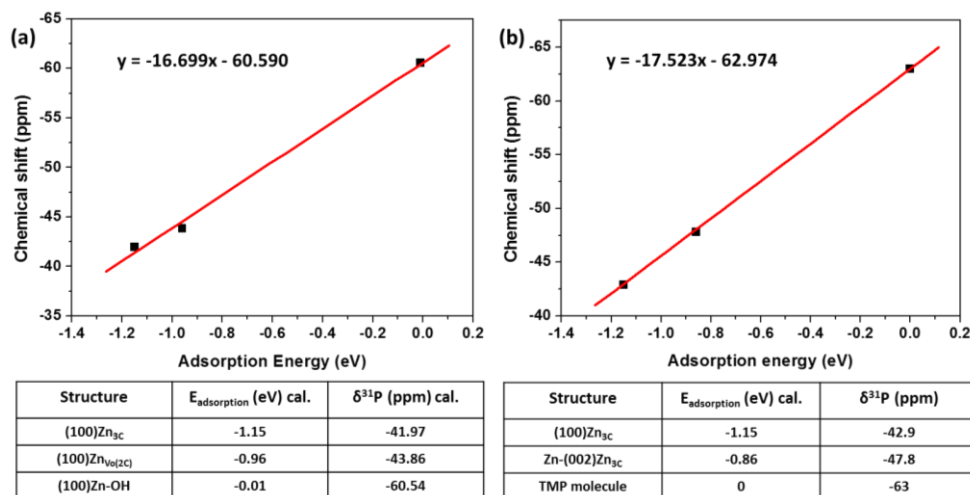 (a)
y = -16.699x - 60.590
Chemical shift (ppm)
-65
-60
-55
-50
-45
-40
-35
-1.4 -1.2 -1.0 -0.8 -0.6 -0.4 -0.2 0.0 0.2
Adsorption Energy (eV)
Structure E_adsorption (eV) cal. δ³¹P (ppm) cal.
(100)Zn₃C -1.15 -41.97
(100)Zn_Vo(2C) -0.96 -43.86
(100)Zn-OH -0.01 -60.54
(b)
y = -17.523x - 62.974
Chemical shift (ppm)
-65
-60
-55
-50
-45
-40
-1.4 -1.2 -1.0 -0.8 -0.6 -0.4 -0.2 0.0 0.2
Adsorption energy (eV)
Structure E_adsorption (eV) cal. δ³¹P (ppm)
(100)Zn₃C -1.15 -42.9
Zn-(002)Zn₃C -0.86 -47.8
TMP molecule 0 -63